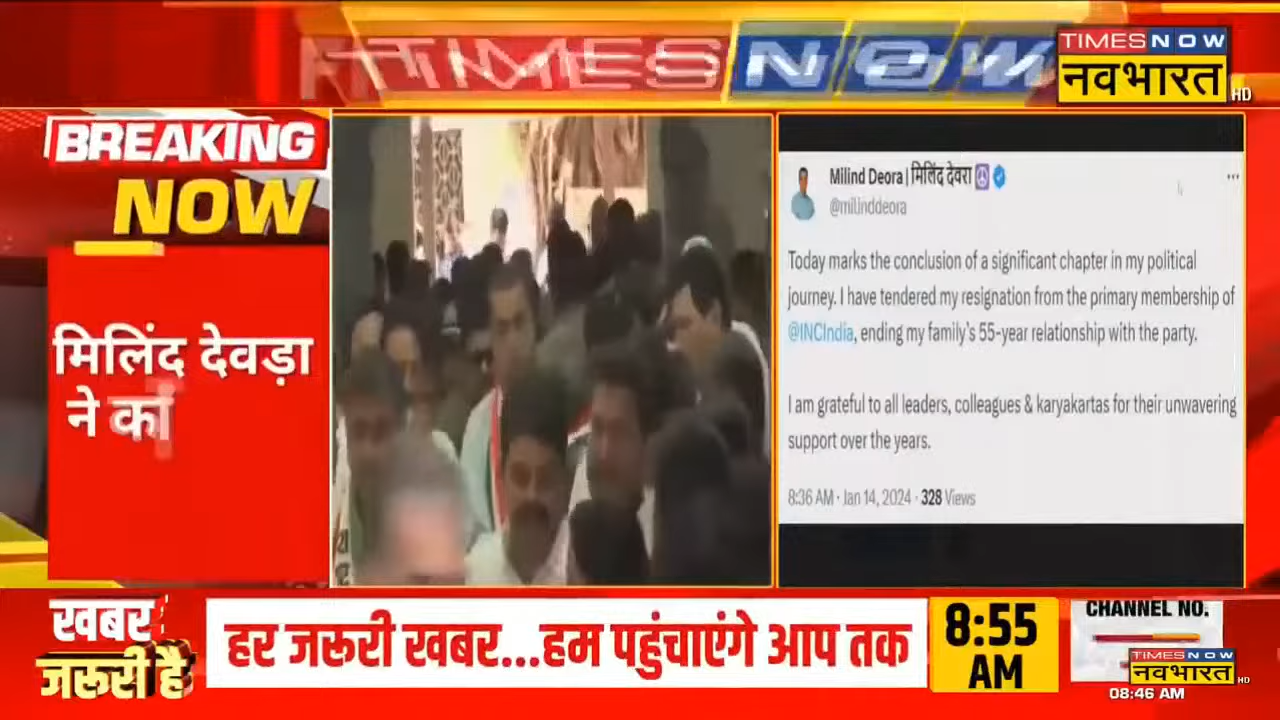 TIMES NOW
TIMES NOW
नवभारत HD
BREAKING
NOW
मिलिंद देवड़ा
ने कां
Milind Deora | मिलिंद देवरा
@milinddeora
Today marks the conclusion of a significant chapter in my political
journey. I have tendered my resignation from the primary membership of
@INCIndia, ending my family's 55-year relationship with the party.
I am grateful to all leaders, colleagues & karyakartas for their unwavering
support over the years.
8:36 AM · Jan 14, 2024 · 328 Views
खबर
जरूरी है
हर जरूरी खबर...हम पहुंचाएंगे आप तक
8:55
AM
CHANNEL NO.
TIMES NOW
नवभारत HD
08:46 AM